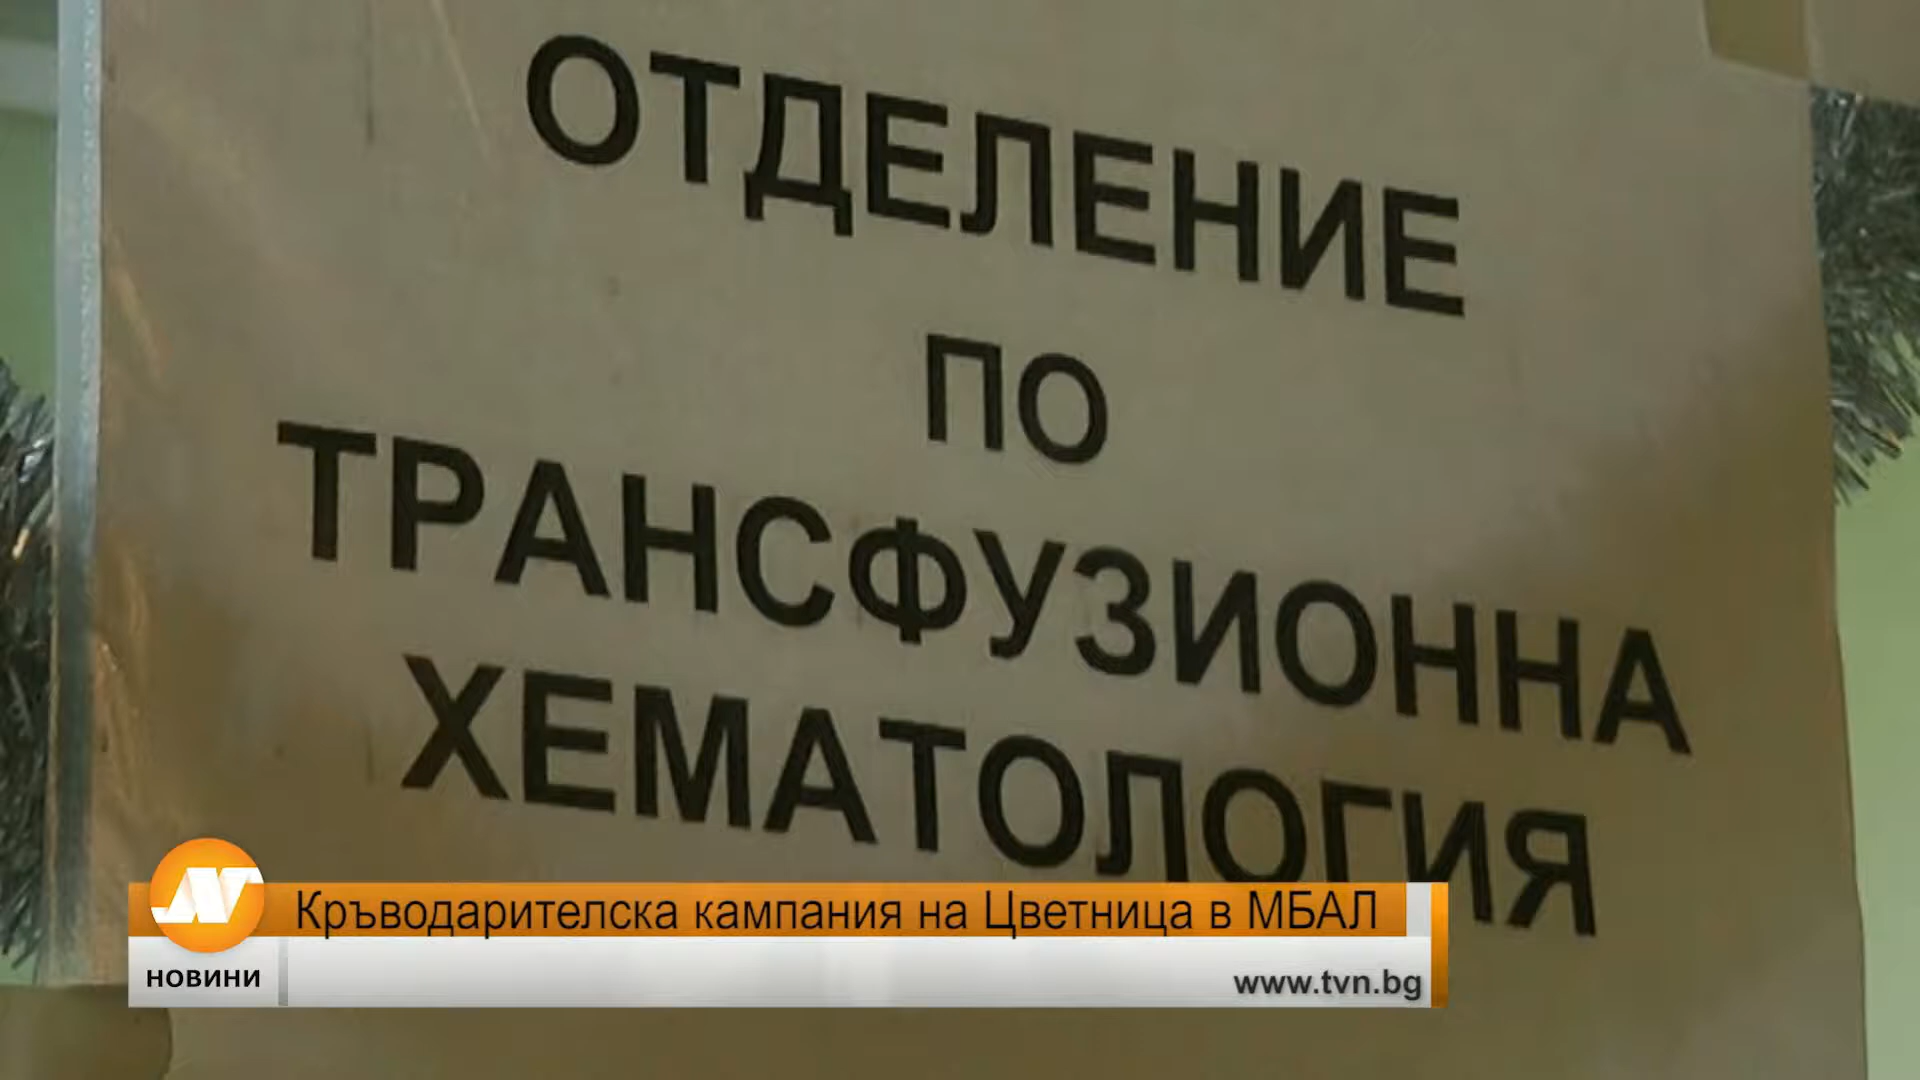 ОТДЕЛЕНИЕ
ПО
ТРАНСФУЗИОННА
ХЕМАТОЛОГИЯ
Кръводарителска кампания на Цветница в МБАЛ
НОВИНИ
www.tvn.bg